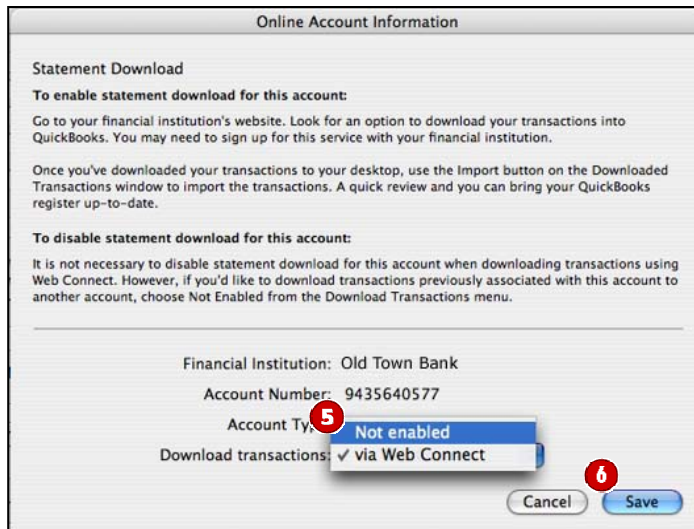 Online Account Information
Statement Download
To enable statement download for this account:
Go to your financial institution's website. Look for an option to download your transactions into
QuickBooks. You may need to sign up for this service with your financial institution.
Once you've downloaded your transactions to your desktop, use the Import button on the Downloaded
Transactions window to import the transactions. A quick review and you can bring your QuickBooks
register up-to-date.
To disable statement download for this account:
It is not necessary to disable statement download for this account when downloading transactions using
Web Connect. However, if you'd like to download transactions previously associated with this account to
another account, choose Not Enabled from the Download Transactions menu.
Financial Institution: Old Town Bank
Account Number: 9435640577
Account Ty 5
Not enabled
Download transactions: ✓ via Web Connect
6
Cancel Save